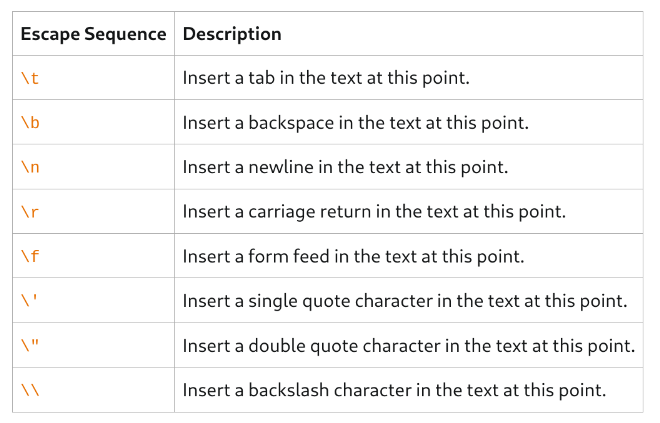 Escape Sequence Description
\t Insert a tab in the text at this point.
\b Insert a backspace in the text at this point.
\n Insert a newline in the text at this point.
\r Insert a carriage return in the text at this point.
\f Insert a form feed in the text at this point.
\' Insert a single quote character in the text at this point.
\" Insert a double quote character in the text at this point.
\\ Insert a backslash character in the text at this point.